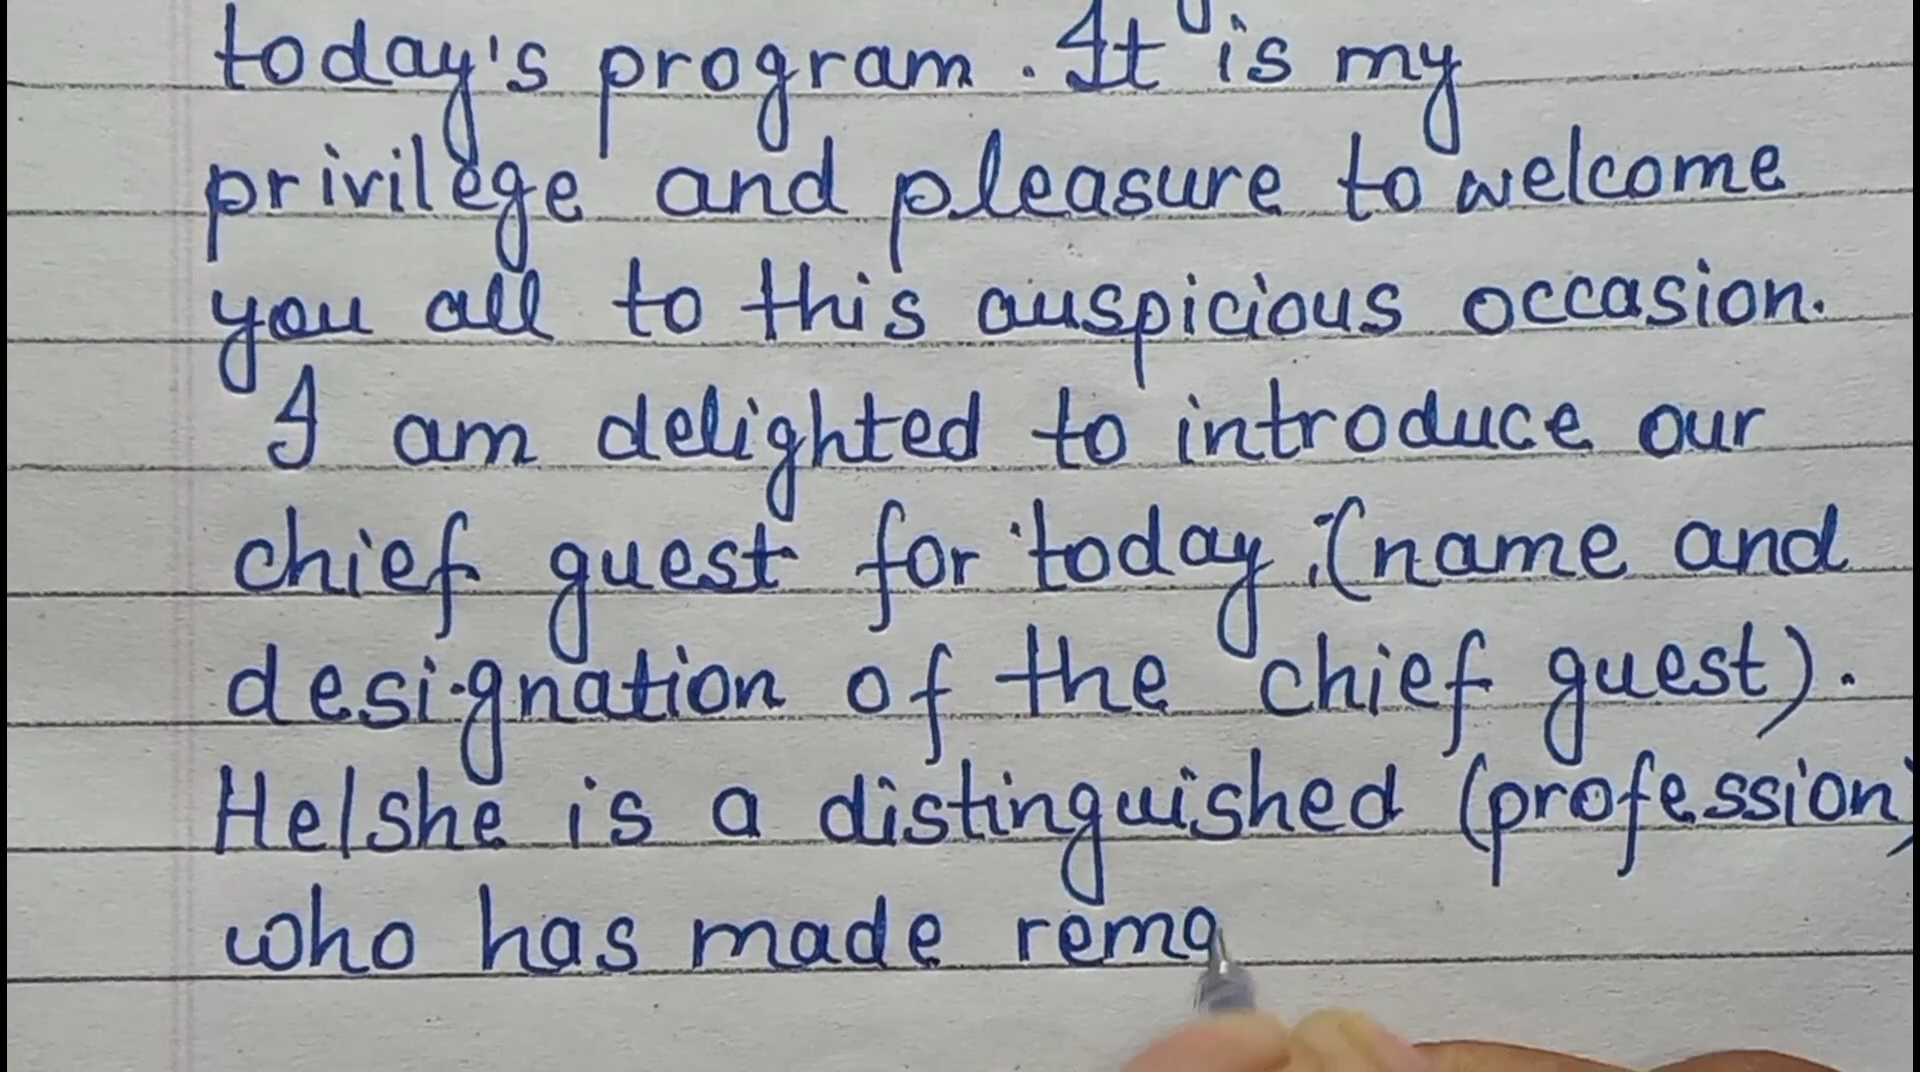 today's program. It is my
privilege and pleasure to welcome
you all to this auspicious occasion.
I am delighted to introduce our
chief guest for today, (name and
designation of the chief guest).
He/she is a distinguished (profession)
who has made rema